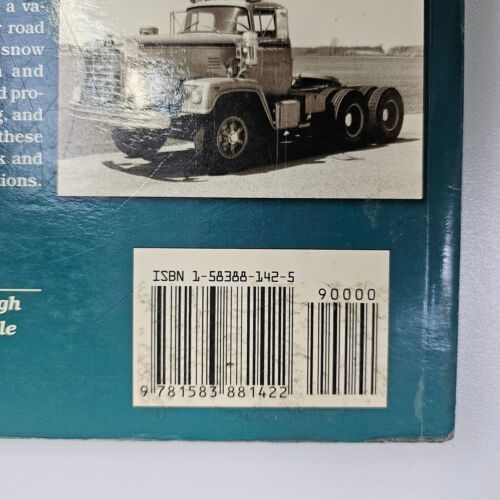 a va-
road
snow
and
d pro-
g, and
these
k and
tions.
gh
le
ISBN 1-58388-142-5
90000
9 781583 881422